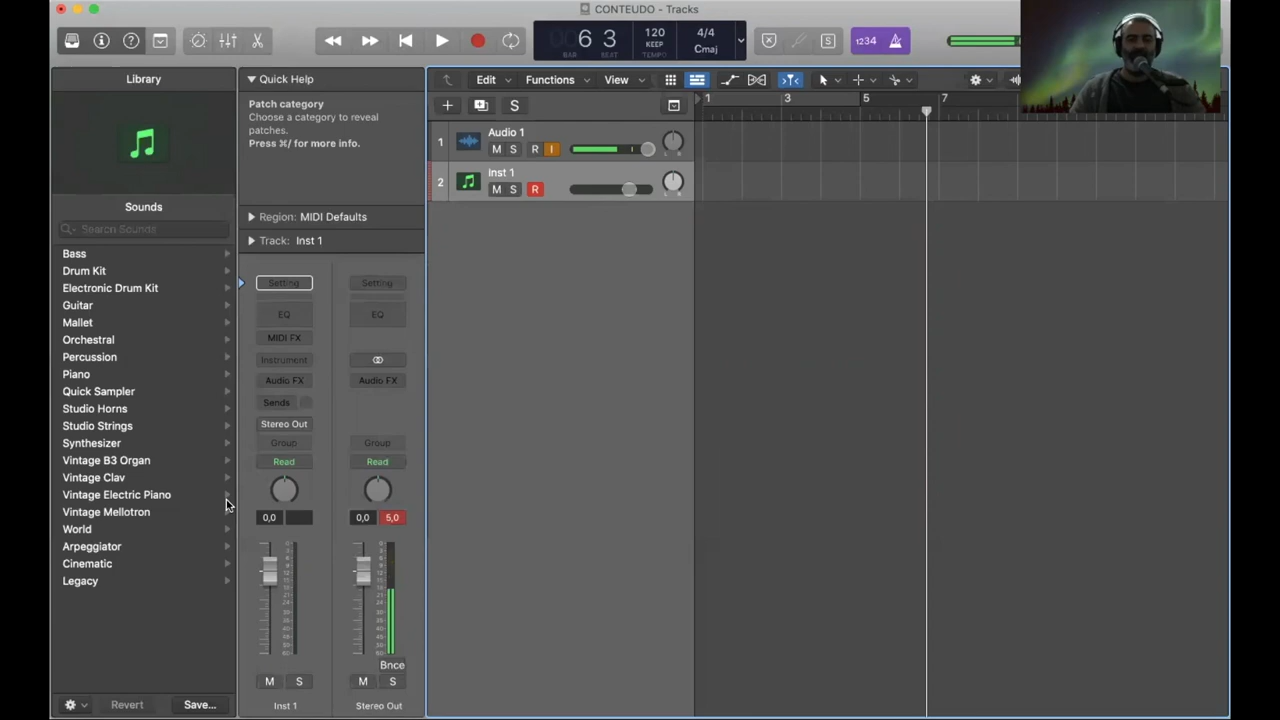 CONTEUDO - Tracks
6 3
BAR BEAT
120
KEEP
TEMPO
4/4
Cmaj
1234
Library
Sounds
Search Sounds
Bass
Drum Kit
Electronic Drum Kit
Guitar
Mallet
Orchestral
Percussion
Piano
Quick Sampler
Studio Horns
Studio Strings
Synthesizer
Vintage B3 Organ
Vintage Clav
Vintage Electric Piano
Vintage Mellotron
World
Arpeggiator
Cinematic
Legacy
Revert
Save...
Quick Help
Patch category
Choose a category to reveal
patches.
Press ⌘/ for more info.
Region: MIDI Defaults
Track: Inst 1
Setting
EQ
MIDI FX
Instrument
Audio FX
Sends
Stereo Out
Group
Read
0,0
M S
Inst 1
Setting
EQ
Audio FX
Group
Read
0,0 5,0
Bnce
M S
Stereo Out
Edit Functions View
S
1 3 5 7
1 Audio 1
M S R I
L R
2 Inst 1
M S R
L R